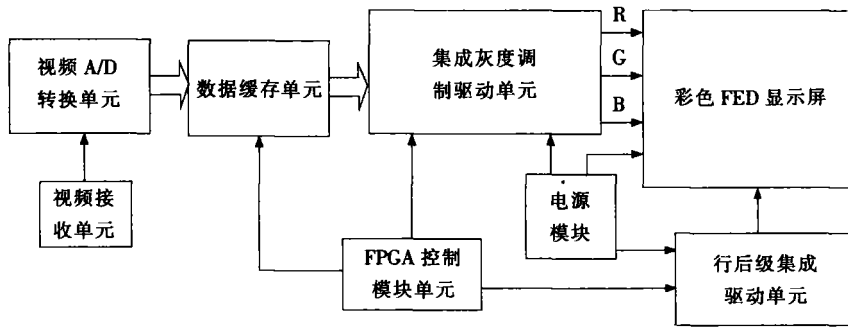 视频 A/D
转换单元
数据缓存单元
集成灰度调
制驱动单元
R
G
B
彩色 FED 显示屏
视频接
收单元
电源
模块
FPGA 控制
模块单元
行后级集成
驱动单元